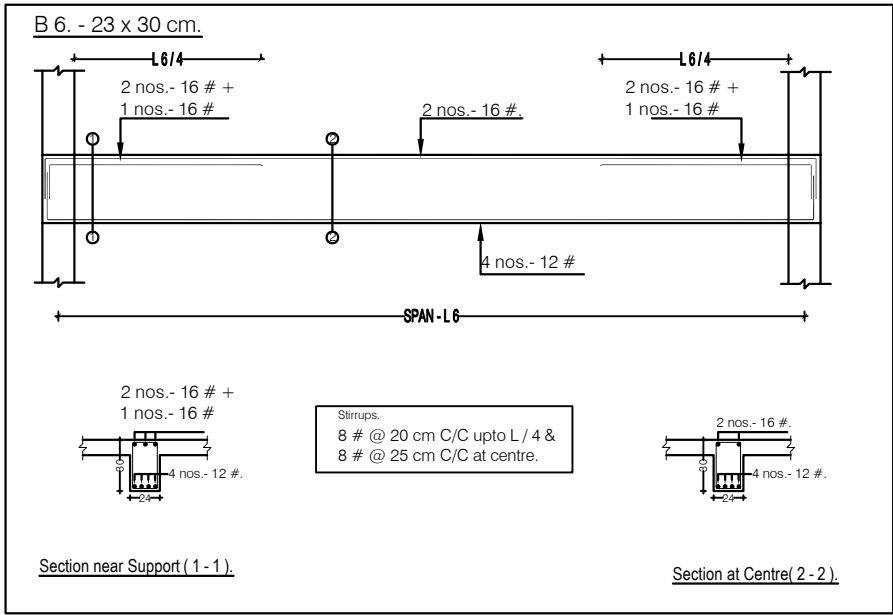 B 6. - 23 x 30 cm.
L 6 / 4
L 6 / 4
2 nos.- 16 # +
1 nos.- 16 #
2 nos.- 16 #.
2 nos.- 16 # +
1 nos.- 16 #
1
2
1
2
4 nos.- 12 #
SPAN - L 6
2 nos.- 16 # +
1 nos.- 16 #
30
4 nos.- 12 #.
24
Stirrups.
8 # @ 20 cm C/C upto L / 4 &
8 # @ 25 cm C/C at centre.
2 nos.- 16 #.
30
4 nos.- 12 #.
24
Section near Support ( 1 - 1 ).
Section at Centre( 2 - 2 ).